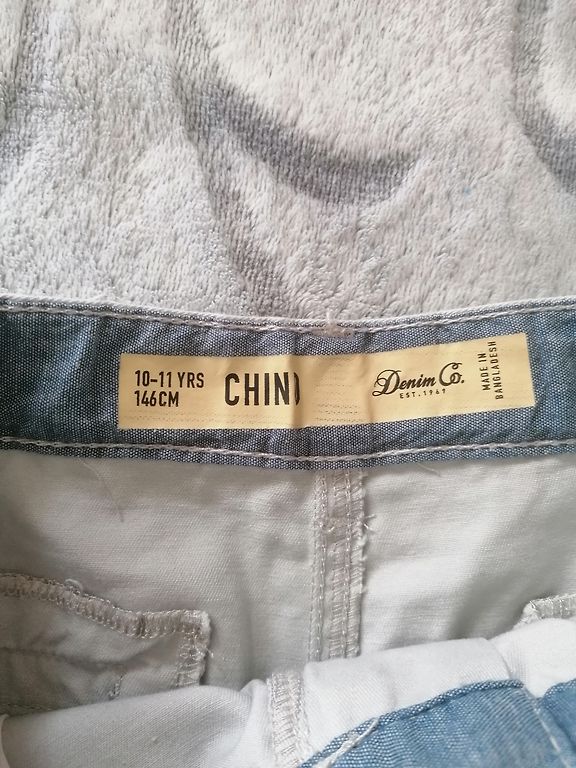 10-11 YRS
146CM
CHINO
Denim Co.
EST. 1969
MADE IN
BANGLADESH